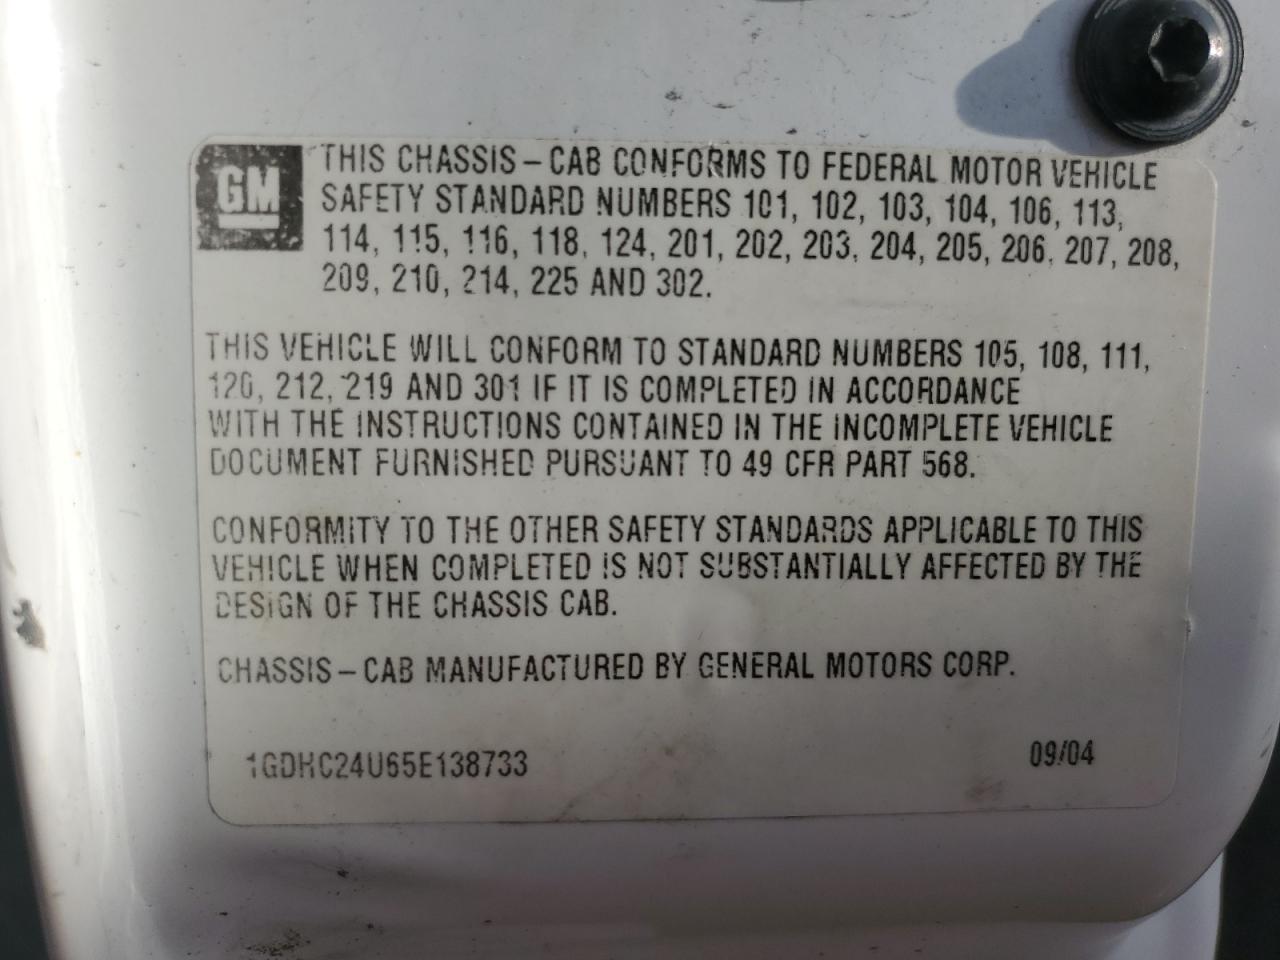 GM
THIS CHASSIS-CAB CONFORMS TO FEDERAL MOTOR VEHICLE
SAFETY STANDARD NUMBERS 101, 102, 103, 104, 106, 113,
114, 115, 116, 118, 124, 201, 202, 203, 204, 205, 206, 207, 208,
209, 210, 214, 225 AND 302.
THIS VEHICLE WILL CONFORM TO STANDARD NUMBERS 105, 108, 111,
120, 212, 219 AND 301 IF IT IS COMPLETED IN ACCORDANCE
WITH THE INSTRUCTIONS CONTAINED IN THE INCOMPLETE VEHICLE
DOCUMENT FURNISHED PURSUANT TO 49 CFR PART 568.
CONFORMITY TO THE OTHER SAFETY STANDARDS APPLICABLE TO THIS
VEHICLE WHEN COMPLETED IS NOT SUBSTANTIALLY AFFECTED BY THE
DESIGN OF THE CHASSIS CAB.
CHASSIS-CAB MANUFACTURED BY GENERAL MOTORS CORP.
1GDHC24U65E138733 09/04